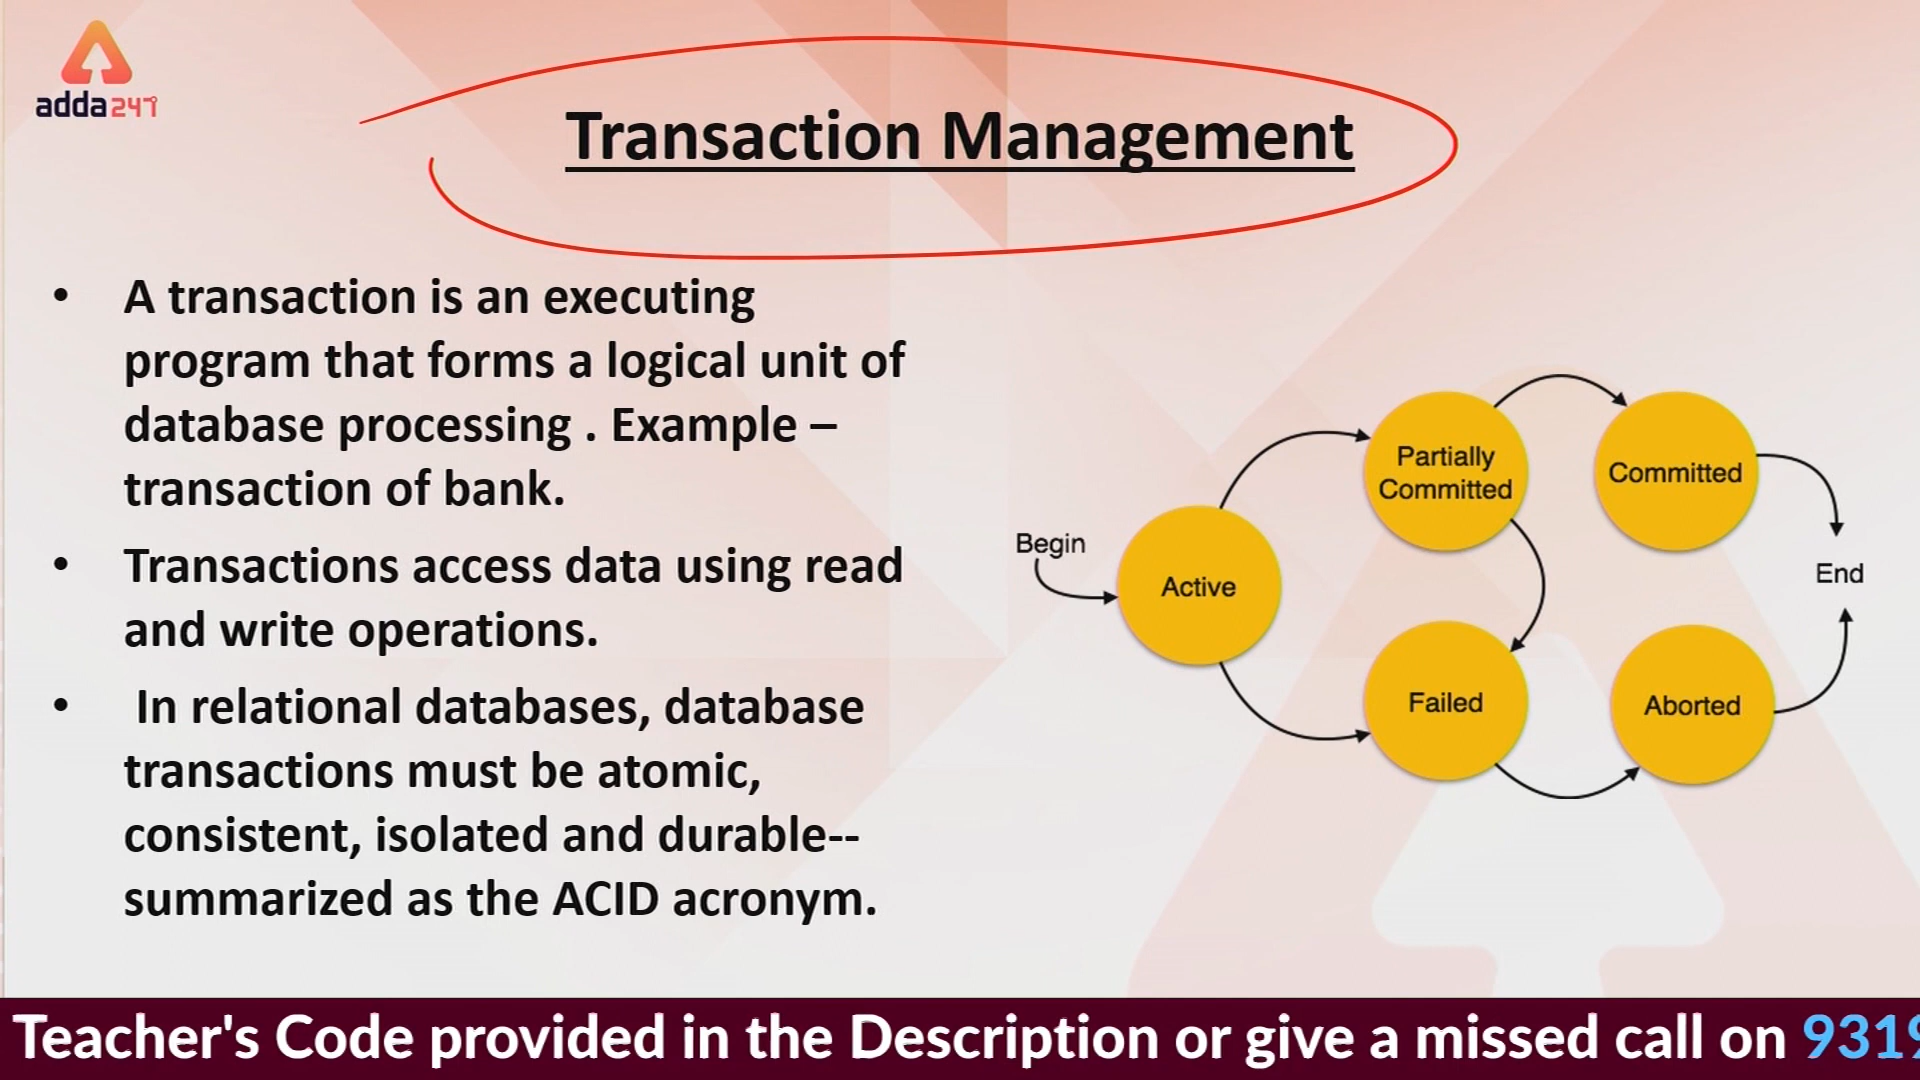 adda247
Transaction Management
• A transaction is an executing
program that forms a logical unit of
database processing . Example –
transaction of bank.
• Transactions access data using read
and write operations.
• In relational databases, database
transactions must be atomic,
consistent, isolated and durable--
summarized as the ACID acronym.
Begin
Active
Partially
Committed
Committed
End
Failed
Aborted
Teacher's Code provided in the Description or give a missed call on 9319